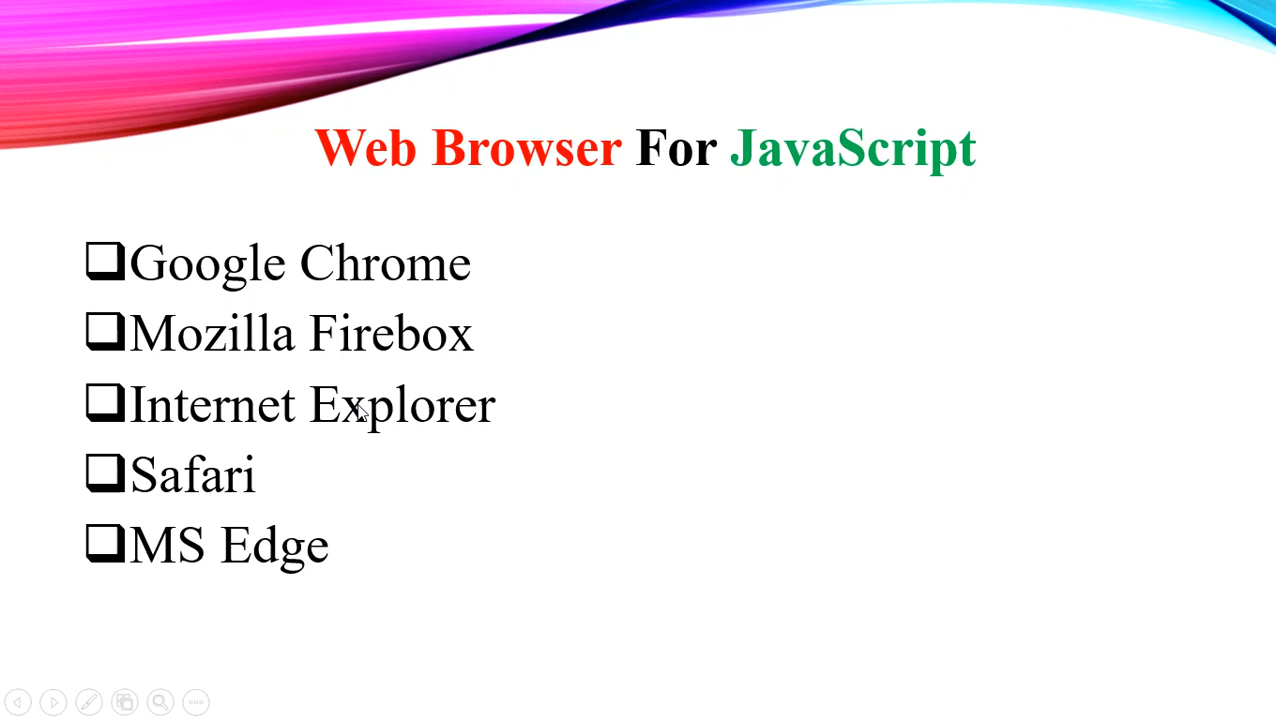 Web Browser For JavaScript
Google Chrome
Mozilla Firebox
Internet Explorer
Safari
MS Edge